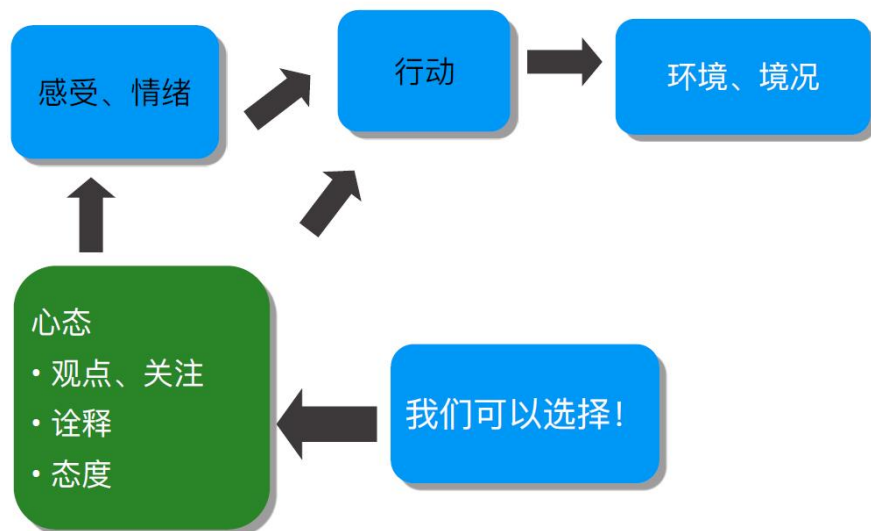 感受、情绪
行动
环境、境况
心态
• 观点、关注
• 诠释
• 态度
我们可以选择！